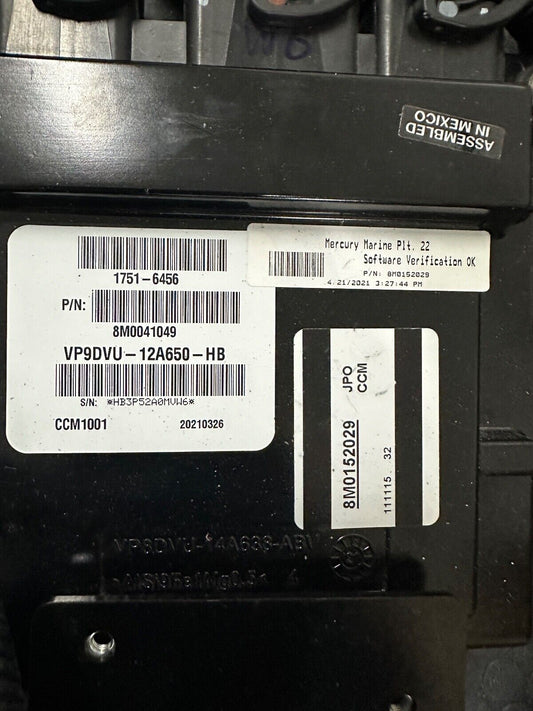 ASSEMBLED
IN MEXICO
Mercury Marine Plt. 22
Software Verification OK
P/N: 8M0152029
4/21/2021 3:27:44 PM
1751-6456
P/N:
8M0041049
VP9DVU-12A650-HB
S/N: *HB3P52A0MVW6*
CCM1001 20210326
JPO
CCM
8M0152029
111115 32